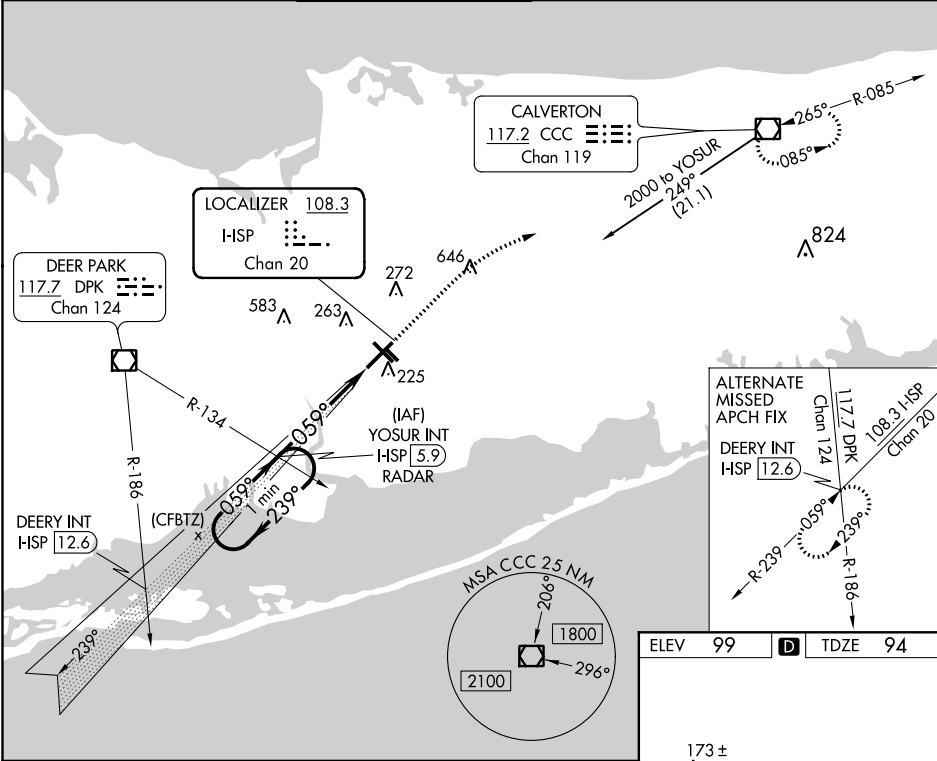 CALVERTON
117.2 CCC
Chan 119
R-085
265°
085°
2000 to YOSUR
249°
(21.1)
824
LOCALIZER 108.3
I-ISP
Chan 20
DEER PARK
117.7 DPK
Chan 124
646
272
583
263
225
R-134
R-186
059°
(IAF)
YOSUR INT
I-ISP 5.9
RADAR
059°
1 min
239°
(CFBTZ)
x
DEERY INT
I-ISP 12.6
239°
MSA CCC 25 NM
206°
1800
2100
296°
ALTERNATE
MISSED
APCH FIX
117.7 DPK
Chan 124
108.3 I-ISP
Chan 20
DEERY INT
I-ISP 12.6
059°
239°
R-239
R-186
ELEV 99 D TDZE 94
173 ±